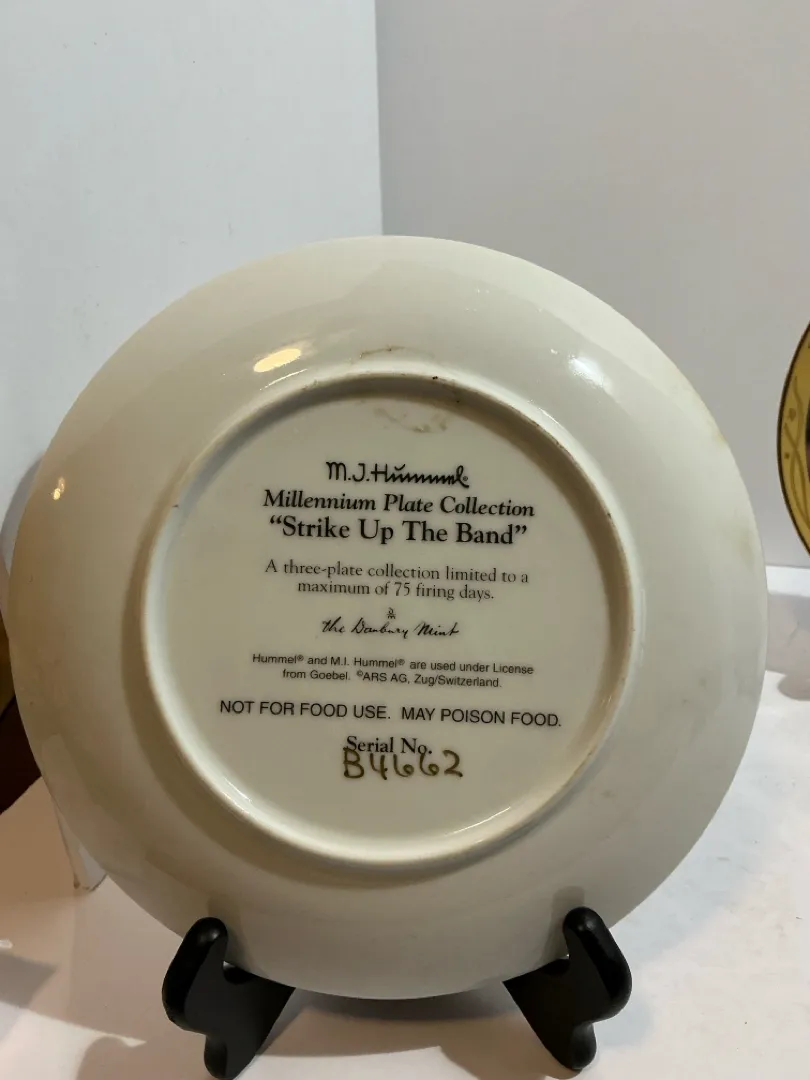 M.J.Hummel®
Millennium Plate Collection
“Strike Up The Band”
A three-plate collection limited to a
maximum of 75 firing days.
the Danbury Mint
Hummel® and M.I. Hummel® are used under License
from Goebel. ©ARS AG, Zug/Switzerland.
NOT FOR FOOD USE. MAY POISON FOOD.
Serial No.
B4662